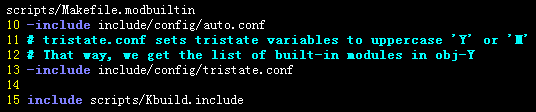 scripts/Makefile.modbuiltin
10 -include include/config/auto.conf
11 # tristate.conf sets tristate variables to uppercase 'Y' or 'M'
12 # That way, we get the list of built-in modules in obj-Y
13 -include include/config/tristate.conf
14
15 include scripts/Kbuild.include